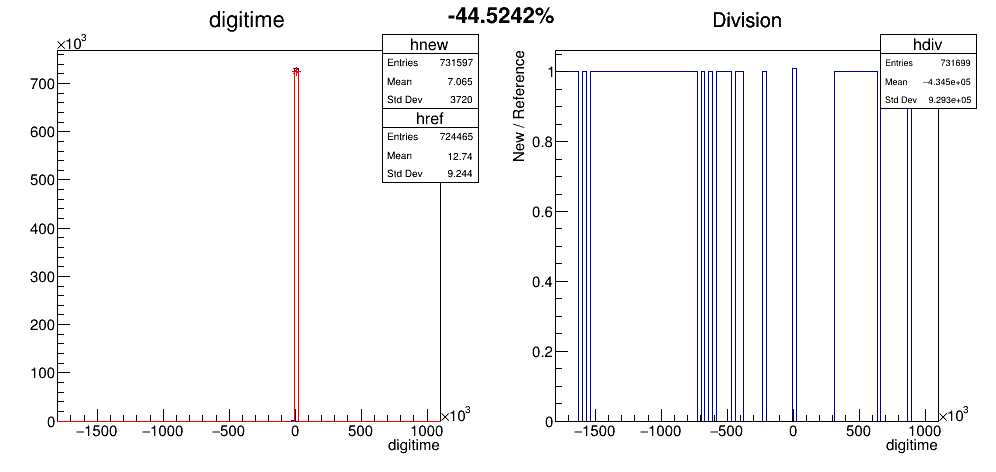 -44.5242%
digitime
×10³
hnew
Entries 731597
Mean 7.065
Std Dev 3720
href
Entries 724465
Mean 12.74
Std Dev 9.244
700
600
500
400
300
200
100
0
−1500 −1000 −500 0 500 1000
×10³
digitime
Division
New / Reference
hdiv
Entries 731699
Mean −4.345e+05
Std Dev 9.293e+05
1
0.8
0.6
0.4
0.2
0
−1500 −1000 −500 0 500 1000
×10³
digitime